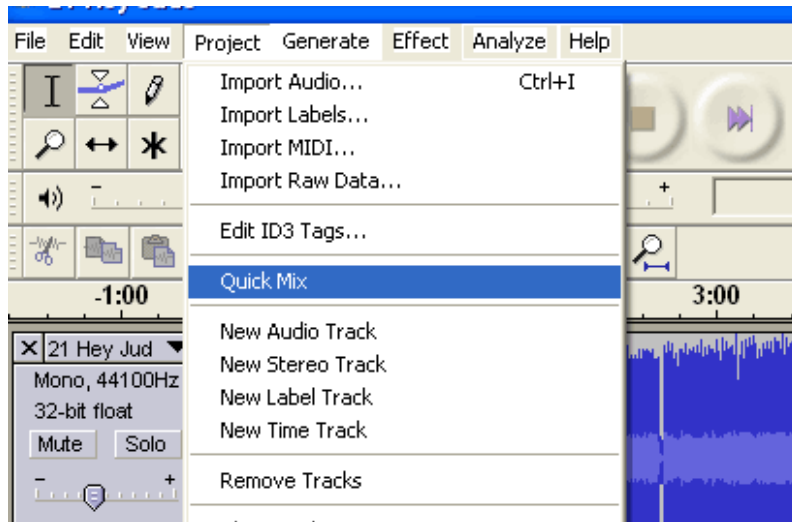 File Edit View Project Generate Effect Analyze Help
Import Audio... Ctrl+I
Import Labels...
Import MIDI...
Import Raw Data...
Edit ID3 Tags...
Quick Mix
-1:00 3:00
New Audio Track
New Stereo Track
New Label Track
New Time Track
Remove Tracks
21 Hey Jud
Mono, 44100Hz
32-bit float
Mute Solo
- +